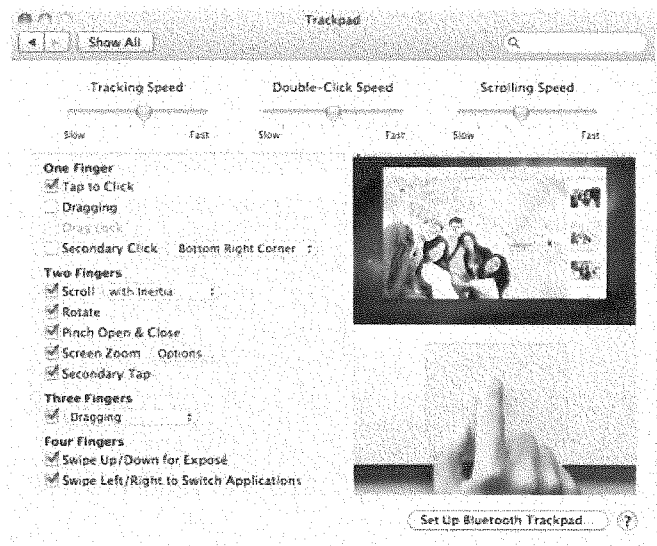 Trackpad
Show All
Tracking Speed Double-Click Speed Scrolling Speed
Slow Fast Slow Fast Slow Fast
One Finger
Tap to Click
Dragging
Drag Lock
Secondary Click Bottom Right Corner
Two Fingers
Scroll with Inertia
Rotate
Pinch Open & Close
Screen Zoom Options
Secondary Tap
Three Fingers
Dragging
Four Fingers
Swipe Up/Down for Exposé
Swipe Left/Right to Switch Applications
Set Up Bluetooth Trackpad... ?